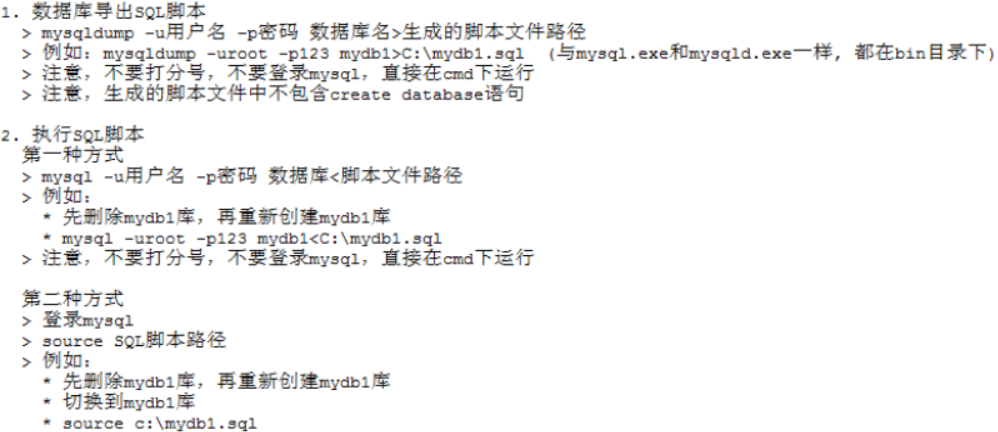 1. 数据库导出SQL脚本
> mysqldump -u用户名 -p密码 数据库名>生成的脚本文件路径
> 例如: mysqldump -uroot -p123 mydb1>C:\mydb1.sql (与mysql.exe和mysqld.exe一样, 都在bin目录下)
> 注意, 不要打分号, 不要登录mysql, 直接在cmd下运行
> 注意, 生成的脚本文件中不包含create database语句
2. 执行SQL脚本
第一种方式
> mysql -u用户名 -p密码 数据库<脚本文件路径
> 例如:
* 先删除mydb1库, 再重新创建mydb1库
* mysql -uroot -p123 mydb1<C:\mydb1.sql
> 注意, 不要打分号, 不要登录mysql, 直接在cmd下运行
第二种方式
> 登录mysql
> source SQL脚本路径
> 例如:
* 先删除mydb1库, 再重新创建mydb1库
* 切换到mydb1库
* source c:\mydb1.sql